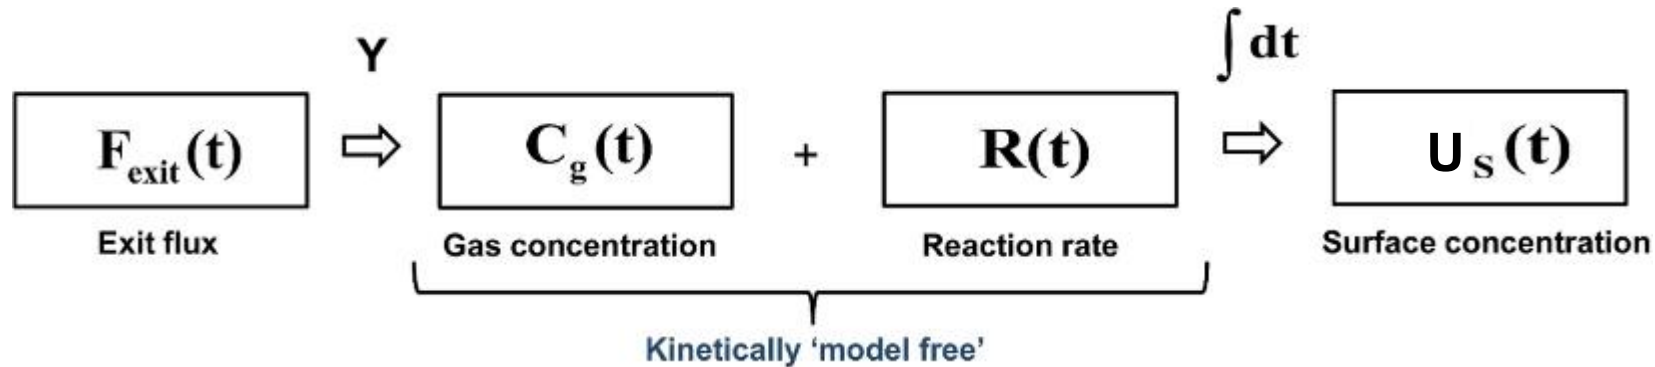 Y ∫ dt
F_exit(t) ⇨ C_g(t) + R(t) ⇨ U_S(t)
Exit flux Gas concentration Reaction rate Surface concentration
Kinetically ‘model free’